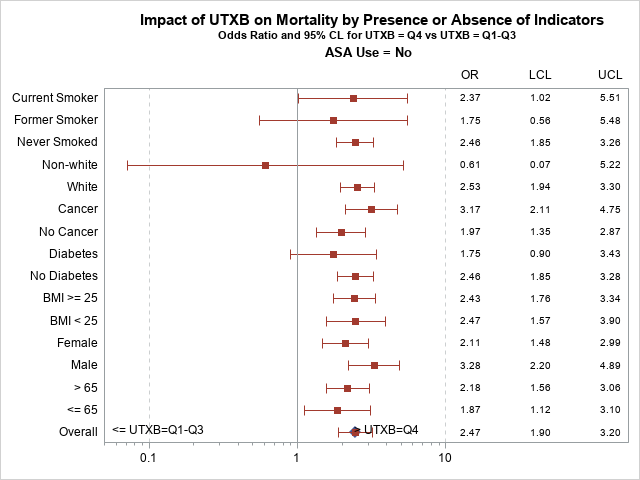 Impact of UTXB on Mortality by Presence or Absence of Indicators
Odds Ratio and 95% CL for UTXB = Q4 vs UTXB = Q1-Q3
ASA Use = No
OR LCL UCL
Current Smoker 2.37 1.02 5.51
Former Smoker 1.75 0.56 5.48
Never Smoked 2.46 1.85 3.26
Non-white 0.61 0.07 5.22
White 2.53 1.94 3.30
Cancer 3.17 2.11 4.75
No Cancer 1.97 1.35 2.87
Diabetes 1.75 0.90 3.43
No Diabetes 2.46 1.85 3.28
BMI >= 25 2.43 1.76 3.34
BMI < 25 2.47 1.57 3.90
Female 2.11 1.48 2.99
Male 3.28 2.20 4.89
> 65 2.18 1.56 3.06
<= 65 1.87 1.12 3.10
Overall <= UTXB=Q1-Q3 > UTXB=Q4 2.47 1.90 3.20
0.1 1 10